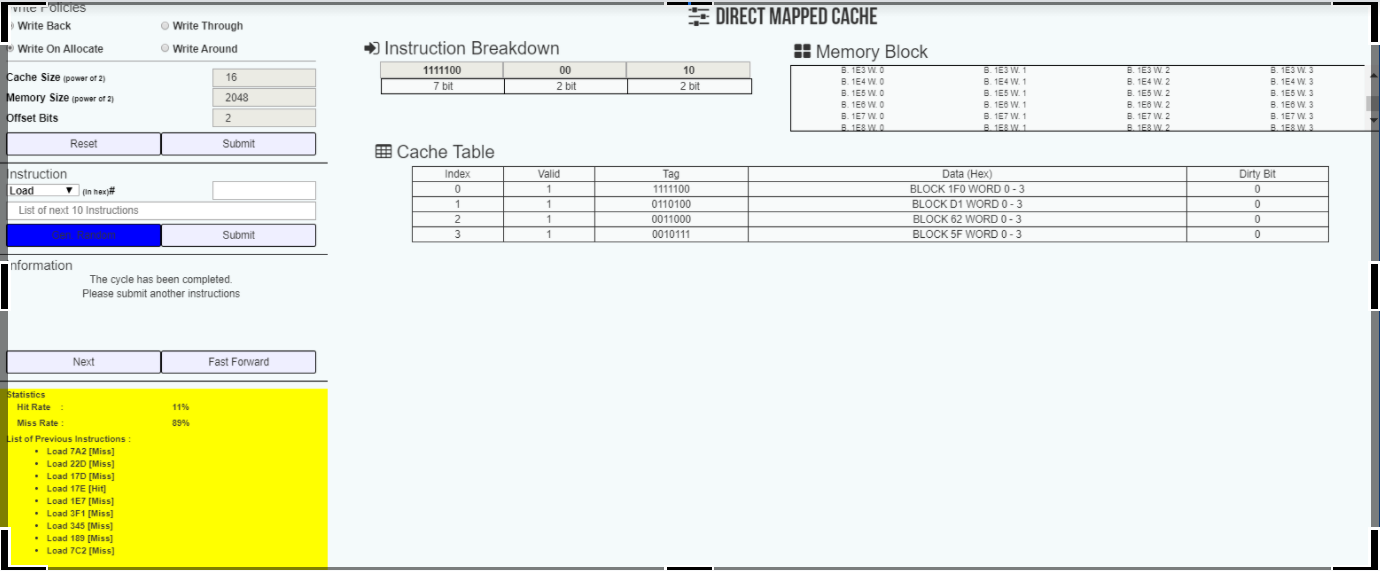 Write Policies
Write Back Write Through
Write On Allocate Write Around
Cache Size (power of 2) 16
Memory Size (power of 2) 2048
Offset Bits 2
Reset Submit
Instruction
Load ▼ (in hex)#
List of next 10 Instructions
Gen. Random Submit
nformation
The cycle has been completed.
Please submit another instructions
Next Fast Forward
Statistics
Hit Rate : 11%
Miss Rate : 89%
List of Previous Instructions :
• Load 7A2 [Miss]
• Load 22D [Miss]
• Load 17D [Miss]
• Load 17E [Hit]
• Load 1E7 [Miss]
• Load 3F1 [Miss]
• Load 345 [Miss]
• Load 189 [Miss]
• Load 7C2 [Miss]
DIRECT MAPPED CACHE
Instruction Breakdown
1111100 00 10
7 bit 2 bit 2 bit
Memory Block
B. 1E3 W. 0 B. 1E3 W. 1 B. 1E3 W. 2 B. 1E3 W. 3
B. 1E4 W. 0 B. 1E4 W. 1 B. 1E4 W. 2 B. 1E4 W. 3
B. 1E5 W. 0 B. 1E5 W. 1 B. 1E5 W. 2 B. 1E5 W. 3
B. 1E6 W. 0 B. 1E6 W. 1 B. 1E6 W. 2 B. 1E6 W. 3
B. 1E7 W. 0 B. 1E7 W. 1 B. 1E7 W. 2 B. 1E7 W. 3
B. 1E8 W. 0 B. 1E8 W. 1 B. 1E8 W. 2 B. 1E8 W. 3
Cache Table
Index Valid Tag Data (Hex) Dirty Bit
0 1 1111100 BLOCK 1F0 WORD 0 - 3 0
1 1 0110100 BLOCK D1 WORD 0 - 3 0
2 1 0011000 BLOCK 62 WORD 0 - 3 0
3 1 0010111 BLOCK 5F WORD 0 - 3 0